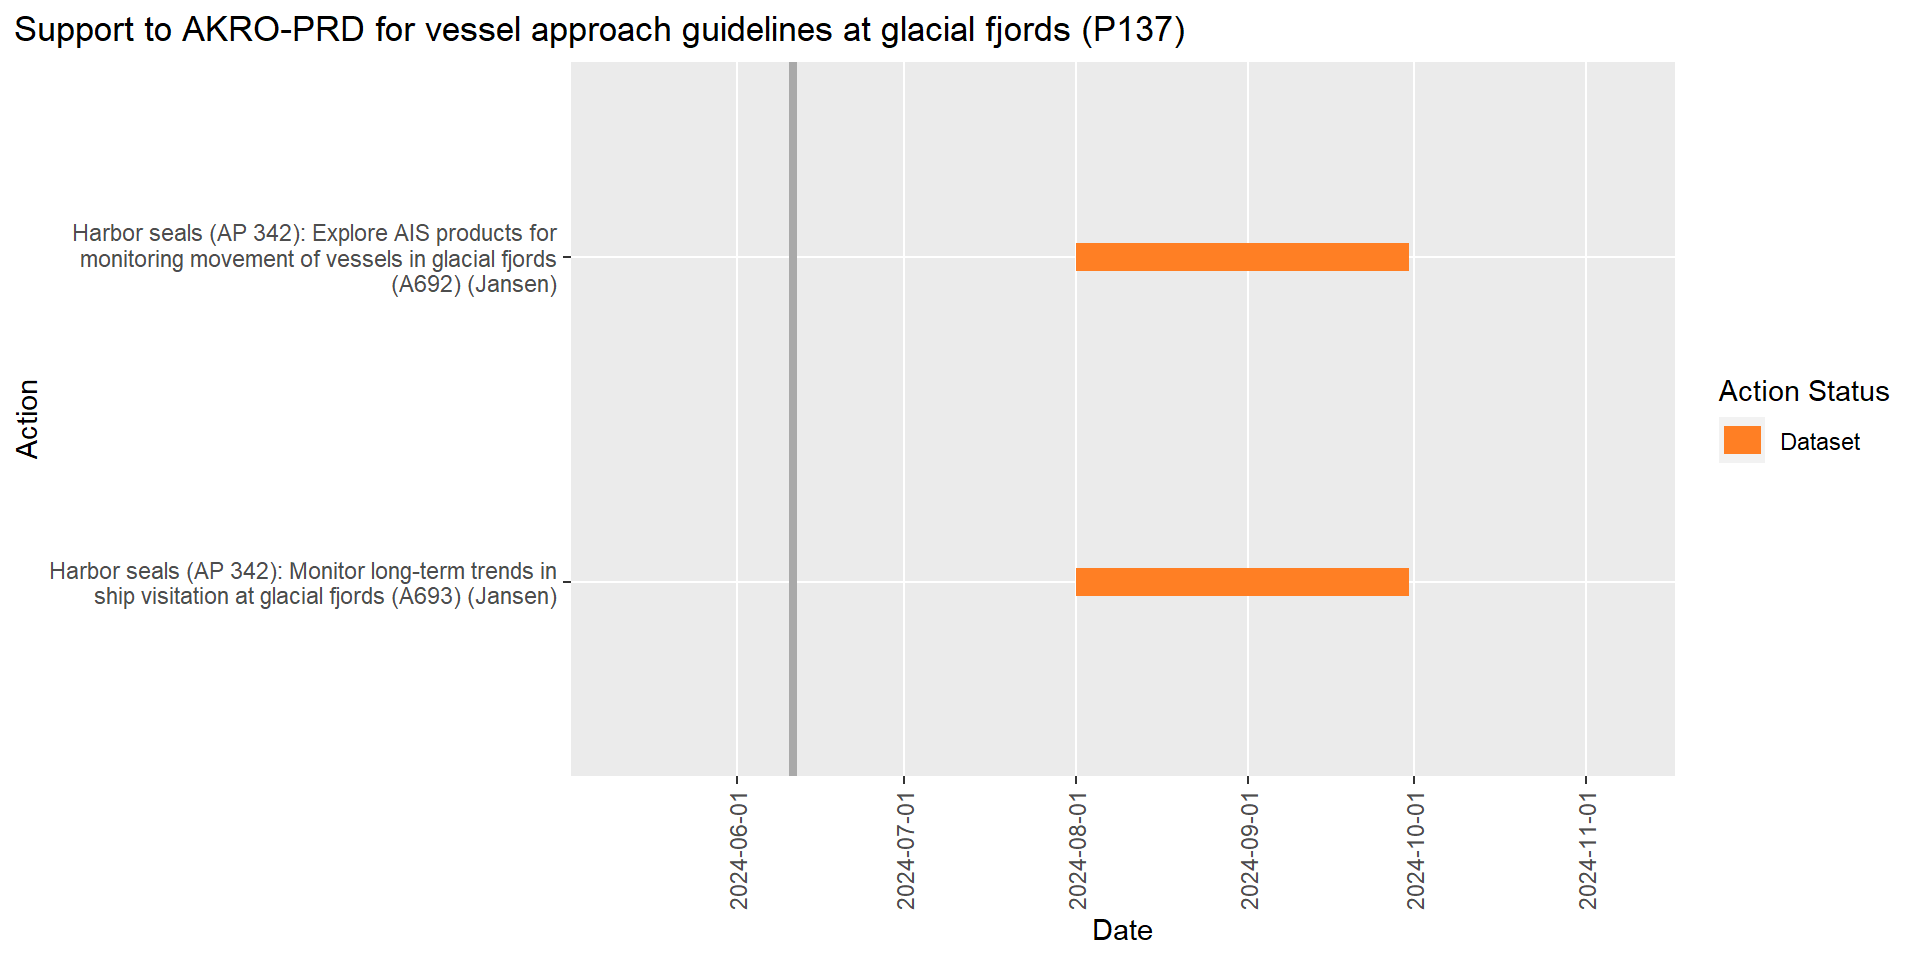 Support to AKRO-PRD for vessel approach guidelines at glacial fjords (P137)
Harbor seals (AP 342): Explore AIS products for
monitoring movement of vessels in glacial fjords
(A692) (Jansen)
Harbor seals (AP 342): Monitor long-term trends in
ship visitation at glacial fjords (A693) (Jansen)
Action
2024-06-01
2024-07-01
2024-08-01
2024-09-01
2024-10-01
2024-11-01
Date
Action Status
Dataset